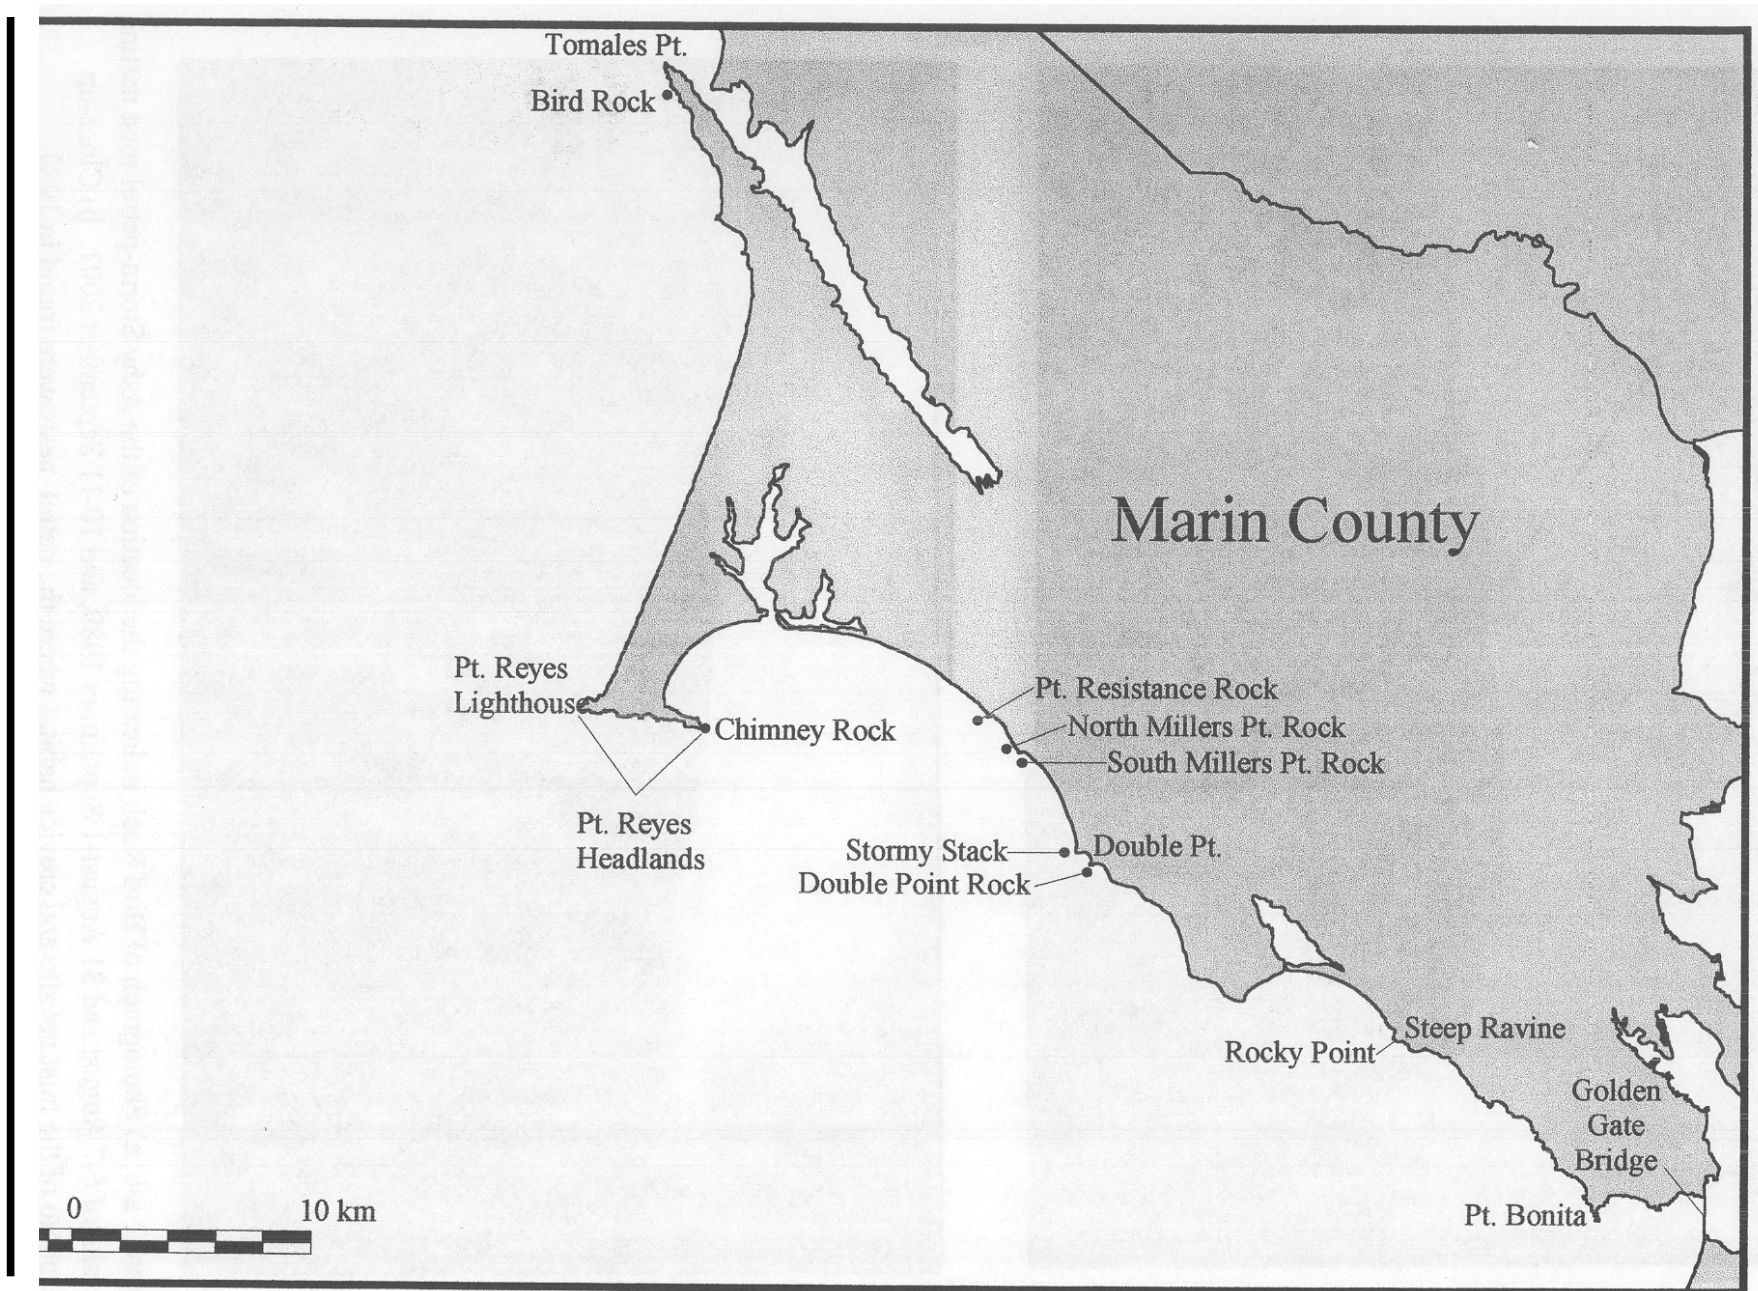 Tomales Pt.
Bird Rock
Marin County
Pt. Reyes
Lighthouse
Chimney Rock
Pt. Resistance Rock
North Millers Pt. Rock
South Millers Pt. Rock
Pt. Reyes
Headlands
Stormy Stack
Double Pt.
Double Point Rock
Steep Ravine
Rocky Point
Golden
Gate
Bridge
Pt. Bonita
0 10 km